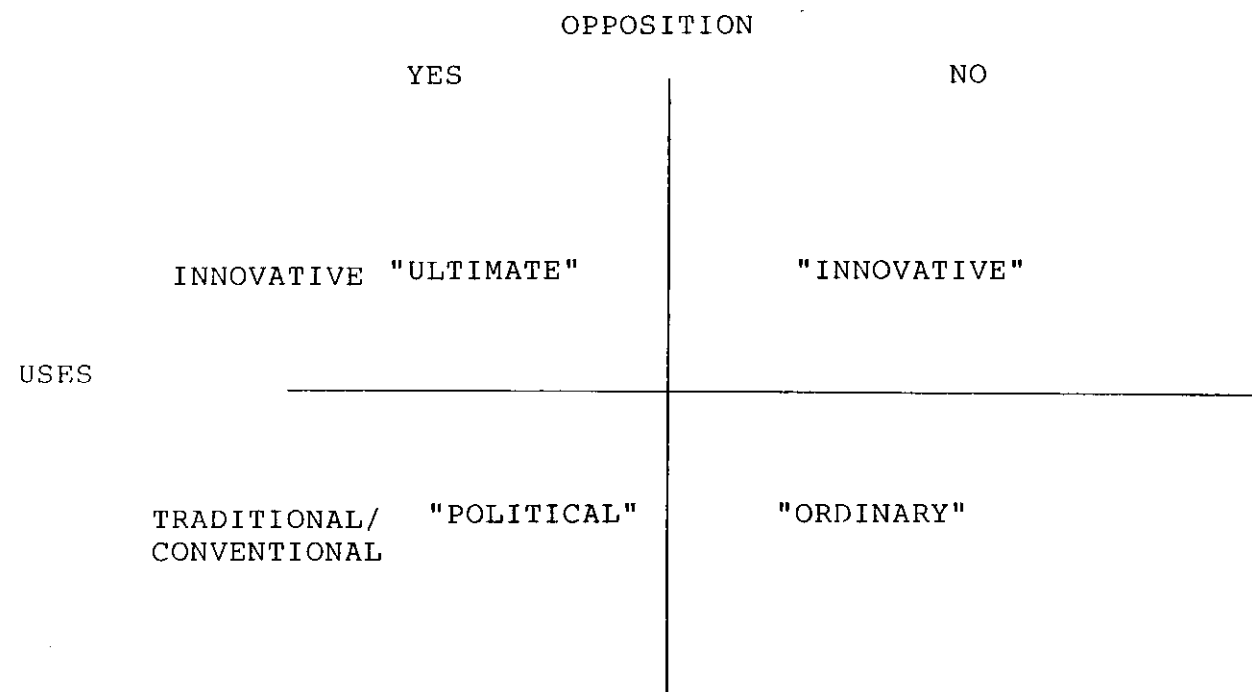 OPPOSITION
YES NO
INNOVATIVE "ULTIMATE" "INNOVATIVE"
USES
TRADITIONAL/ "POLITICAL" "ORDINARY"
CONVENTIONAL